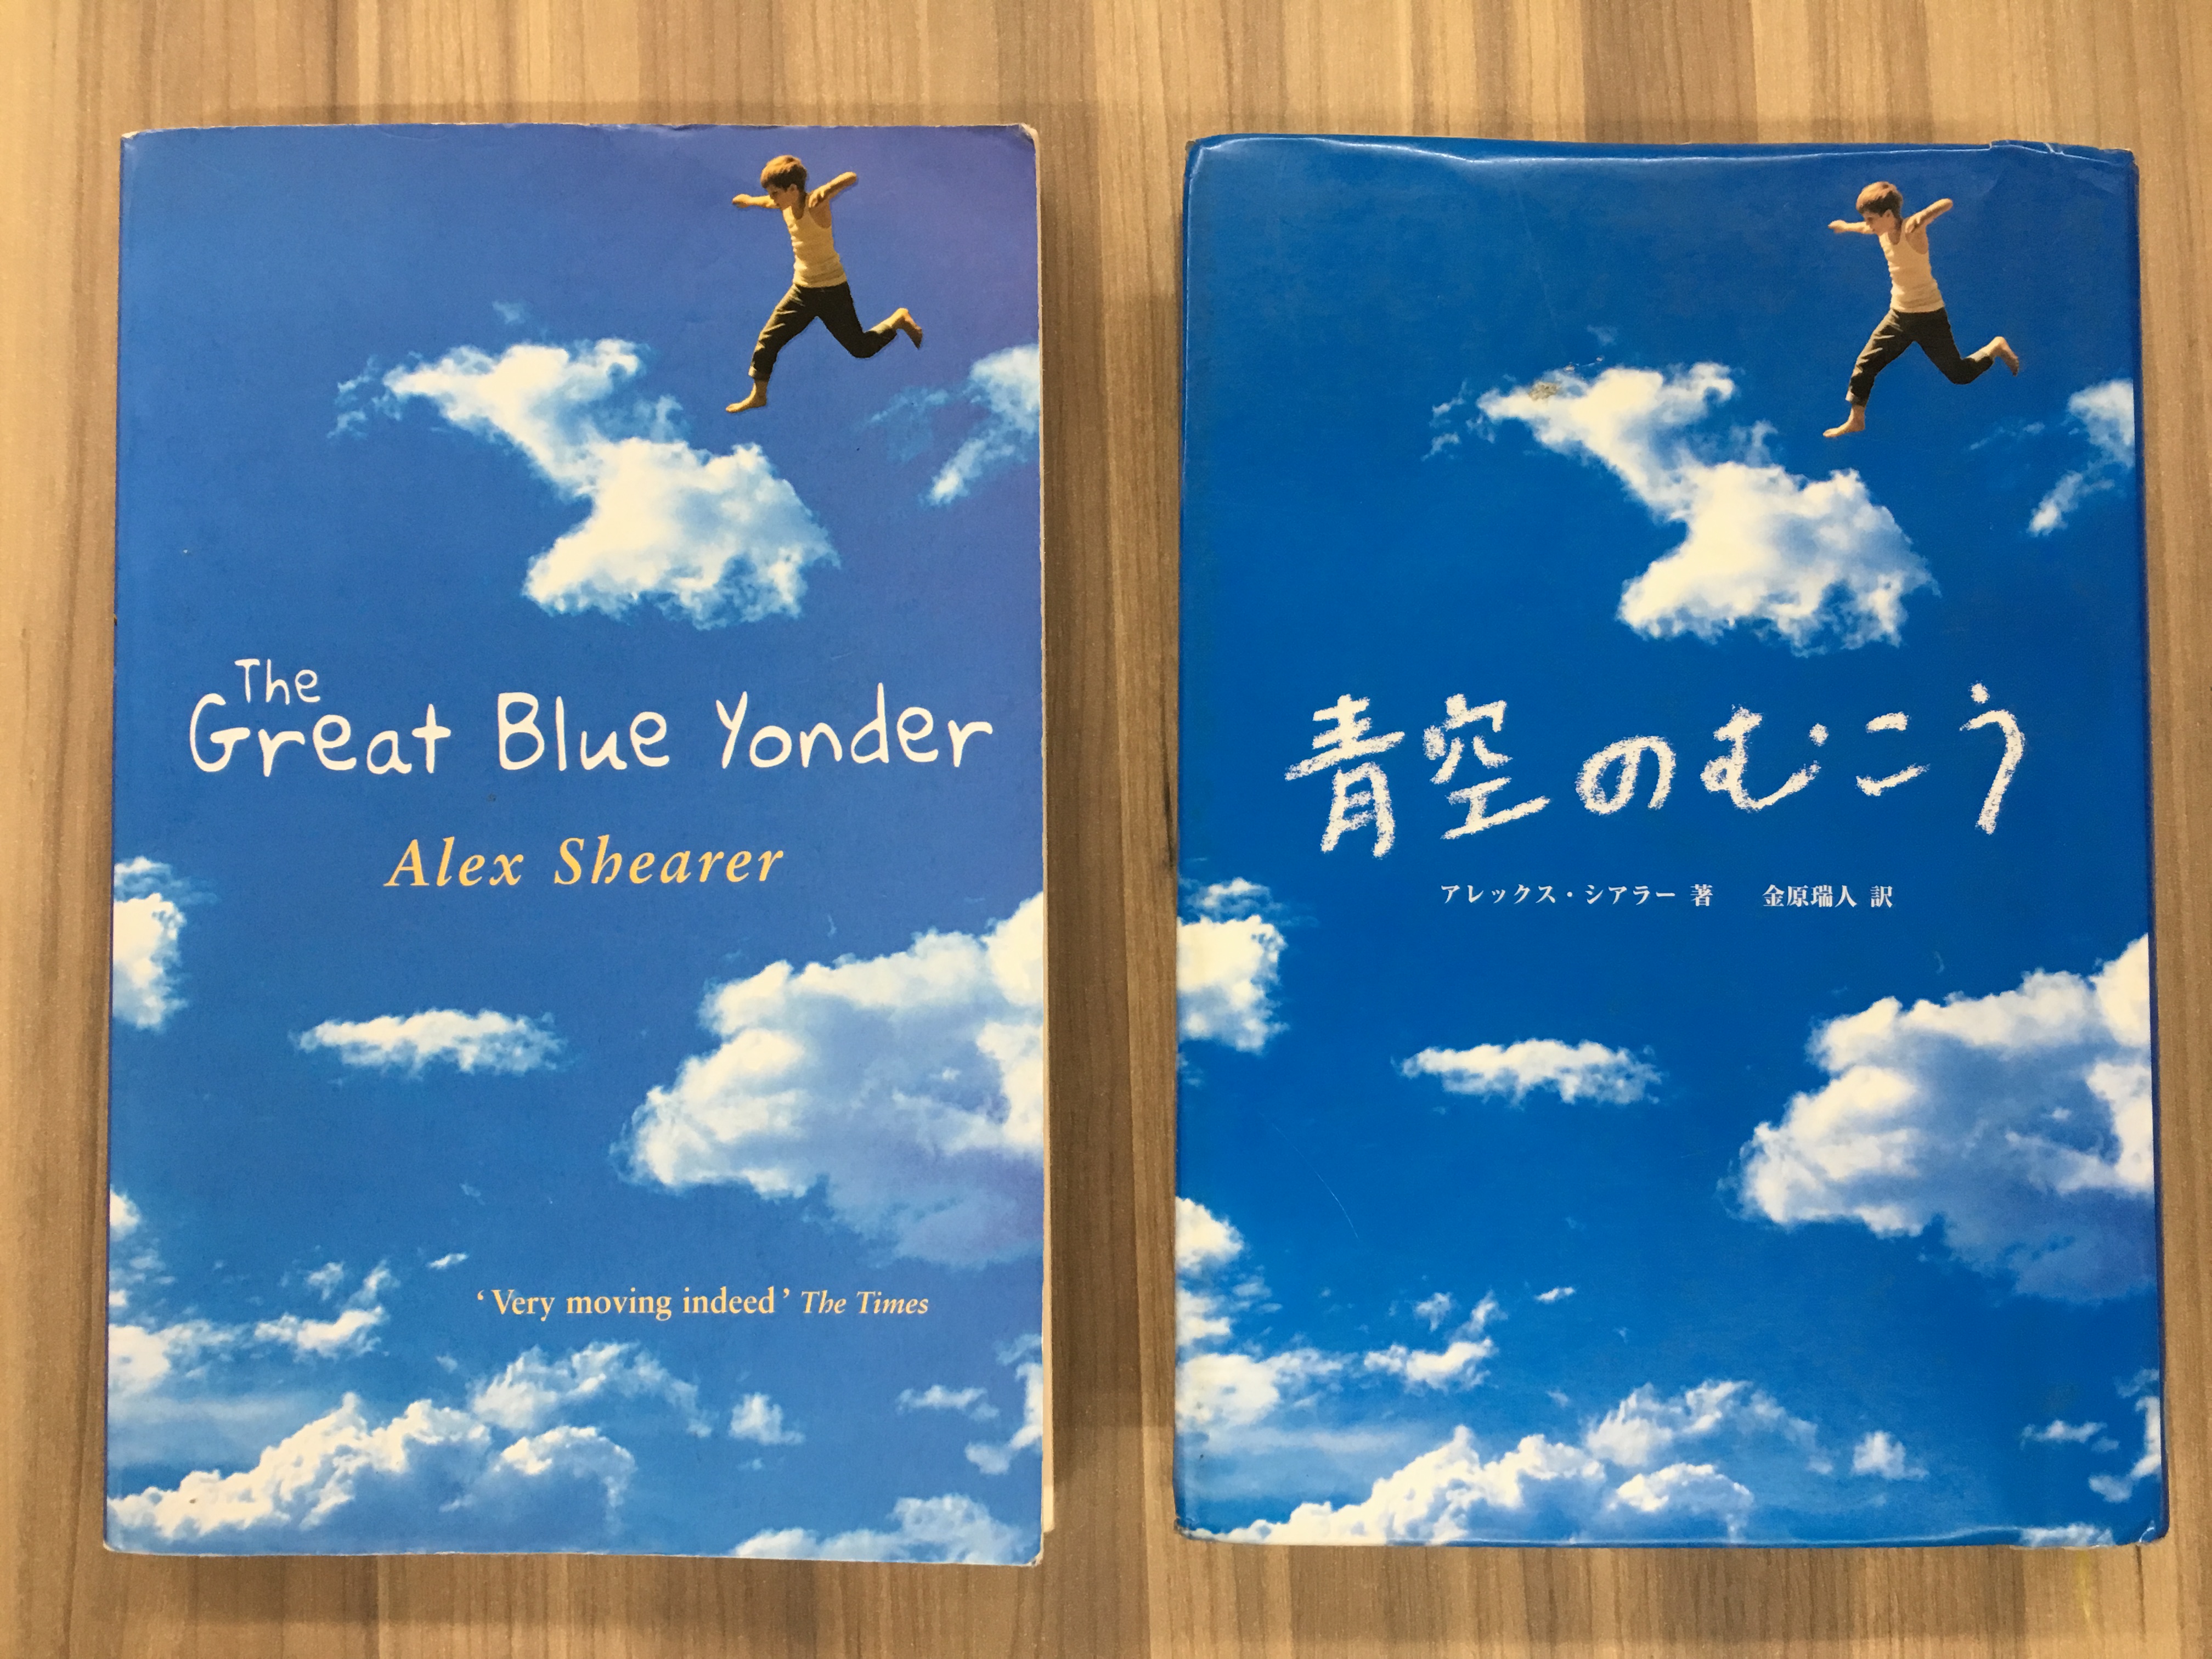 The
Great Blue Yonder
Alex Shearer
‘Very moving indeed’ The Times
青空のむこう
アレックス・シアラー 著　金原瑞人 訳